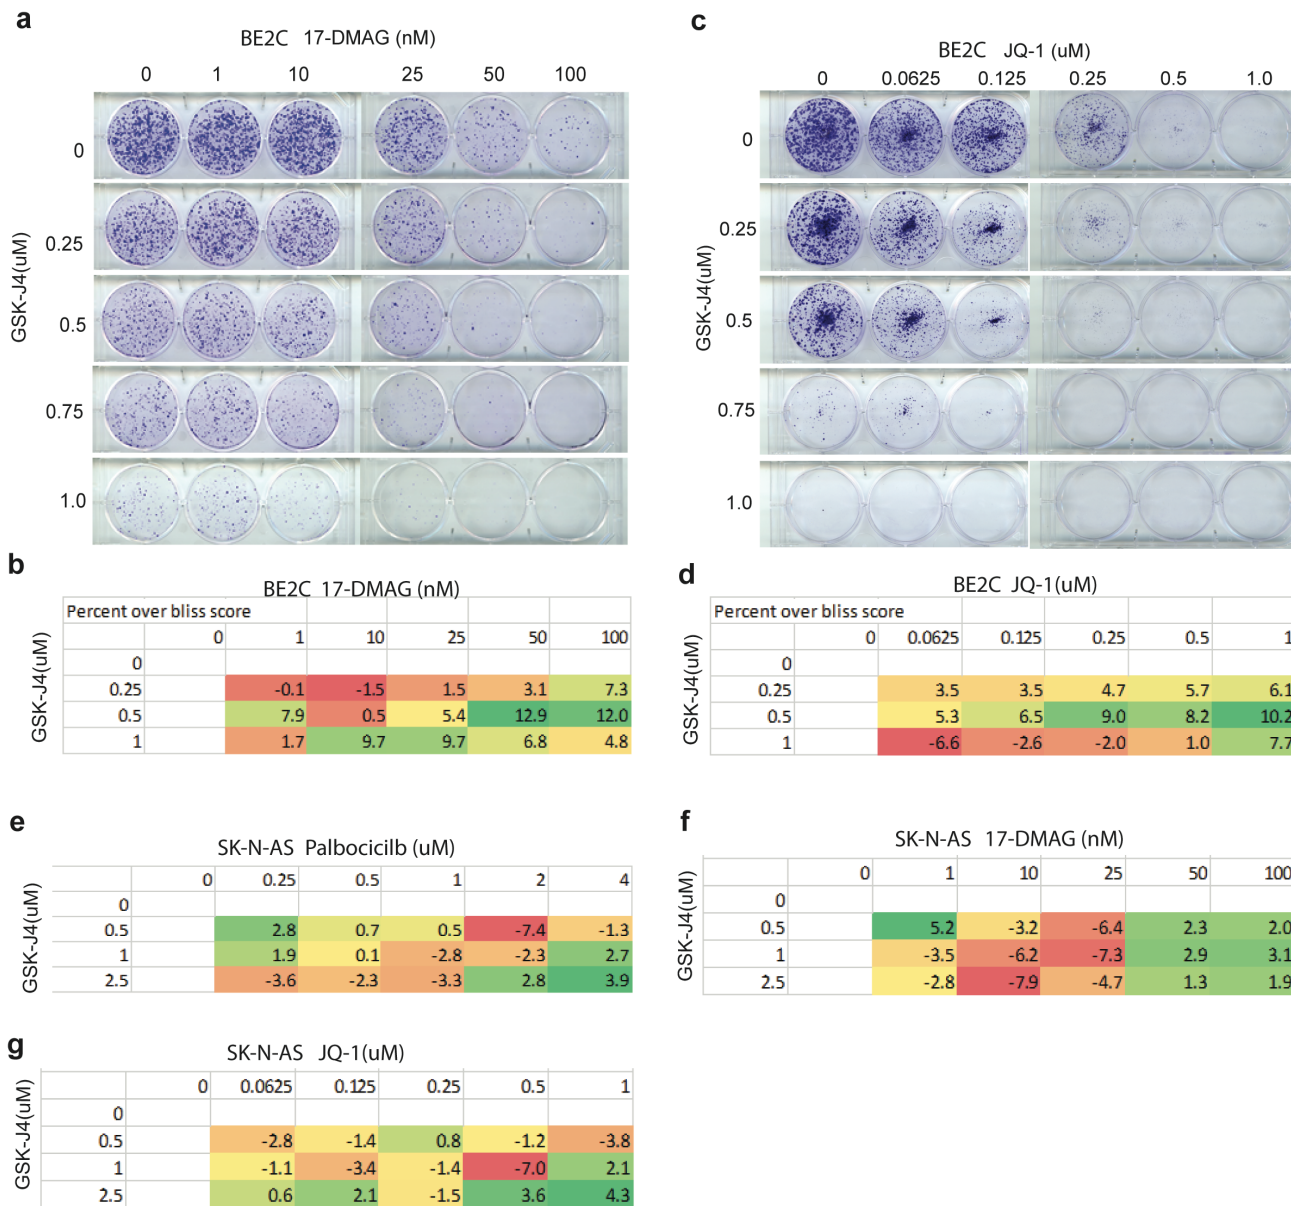 a
BE2C 17-DMAG (nM)
0 1 10 25 50 100
GSK-J4(uM)
0
0.25
0.5
0.75
1.0
c
BE2C JQ-1 (uM)
0 0.0625 0.125 0.25 0.5 1.0
GSK-J4(uM)
0
0.25
0.5
0.75
1.0
b
BE2C 17-DMAG (nM)
GSK-J4(uM)
Percent over bliss score
0 1 10 25 50 100
0
0.25 -0.1 -1.5 1.5 3.1 7.3
0.5 7.9 0.5 5.4 12.9 12.0
1 1.7 9.7 9.7 6.8 4.8
d
BE2C JQ-1(uM)
GSK-J4(uM)
Percent over bliss score
0 0.0625 0.125 0.25 0.5 1
0
0.25 3.5 3.5 4.7 5.7 6.1
0.5 5.3 6.5 9.0 8.2 10.2
1 -6.6 -2.6 -2.0 1.0 7.7
e
SK-N-AS Palbocicilb (uM)
GSK-J4(uM)
0 0.25 0.5 1 2 4
0
0.5 2.8 0.7 0.5 -7.4 -1.3
1 1.9 0.1 -2.8 -2.3 2.7
2.5 -3.6 -2.3 -3.3 2.8 3.9
f
SK-N-AS 17-DMAG (nM)
GSK-J4(uM)
0 1 10 25 50 100
0
0.5 5.2 -3.2 -6.4 2.3 2.0
1 -3.5 -6.2 -7.3 2.9 3.1
2.5 -2.8 -7.9 -4.7 1.3 1.9
g
SK-N-AS JQ-1(uM)
GSK-J4(uM)
0 0.0625 0.125 0.25 0.5 1
0
0.5 -2.8 -1.4 0.8 -1.2 -3.8
1 -1.1 -3.4 -1.4 -7.0 2.1
2.5 0.6 2.1 -1.5 3.6 4.3